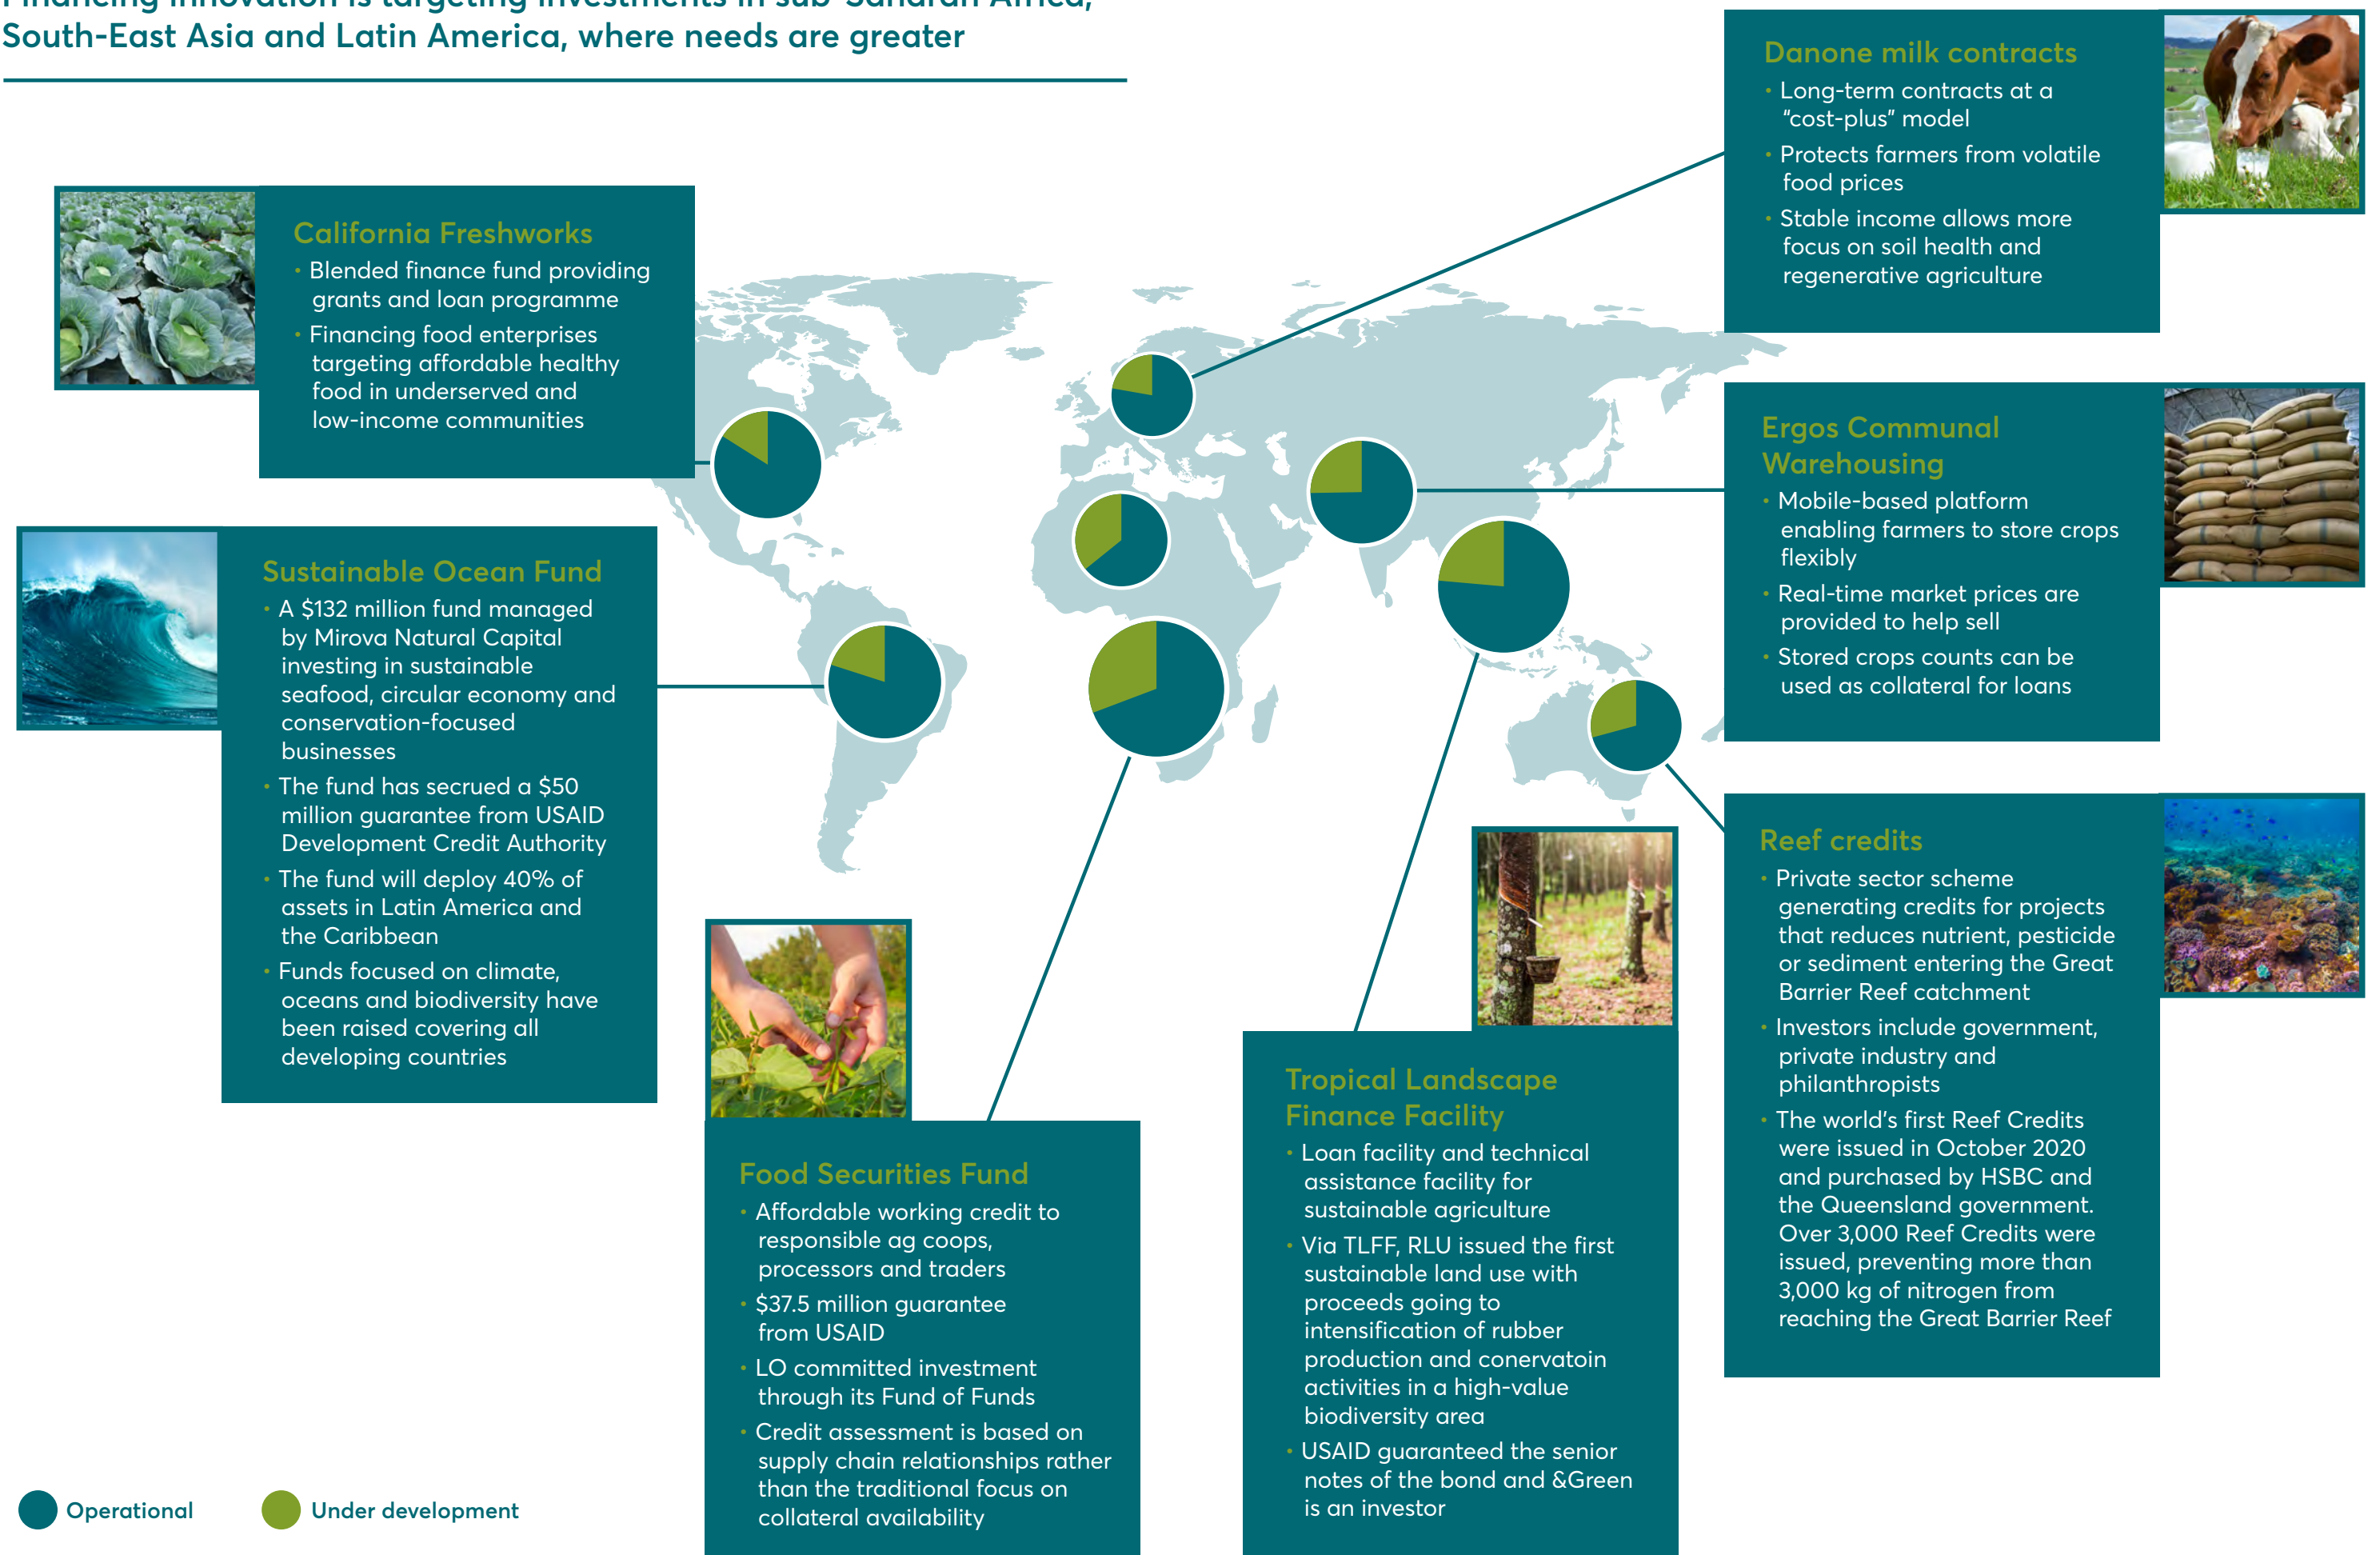 Financing innovation is targeting investments in sub-Saharan Africa,
South-East Asia and Latin America, where needs are greater
Danone milk contracts
• Long-term contracts at a
“cost-plus” model
• Protects farmers from volatile
food prices
• Stable income allows more
focus on soil health and
regenerative agriculture
California Freshworks
• Blended finance fund providing
grants and loan programme
• Financing food enterprises
targeting affordable healthy
food in underserved and
low-income communities
Ergos Communal
Warehousing
• Mobile-based platform
enabling farmers to store crops
flexibly
• Real-time market prices are
provided to help sell
• Stored crops counts can be
used as collateral for loans
Sustainable Ocean Fund
• A $132 million fund managed
by Mirova Natural Capital
investing in sustainable
seafood, circular economy and
conservation-focused
businesses
• The fund has secrued a $50
million guarantee from USAID
Development Credit Authority
• The fund will deploy 40% of
assets in Latin America and
the Caribbean
• Funds focused on climate,
oceans and biodiversity have
been raised covering all
developing countries
Reef credits
• Private sector scheme
generating credits for projects
that reduces nutrient, pesticide
or sediment entering the Great
Barrier Reef catchment
• Investors include government,
private industry and
philanthropists
• The world’s first Reef Credits
were issued in October 2020
and purchased by HSBC and
the Queensland government.
Over 3,000 Reef Credits were
issued, preventing more than
3,000 kg of nitrogen from
reaching the Great Barrier Reef
Food Securities Fund
• Affordable working credit to
responsible ag coops,
processors and traders
• $37.5 million guarantee
from USAID
• LO committed investment
through its Fund of Funds
• Credit assessment is based on
supply chain relationships rather
than the traditional focus on
collateral availability
Tropical Landscape
Finance Facility
• Loan facility and technical
assistance facility for
sustainable agriculture
• Via TLFF, RLU issued the first
sustainable land use with
proceeds going to
intensification of rubber
production and conervatoin
activities in a high-value
biodiversity area
• USAID guaranteed the senior
notes of the bond and &Green
is an investor
Operational
Under development